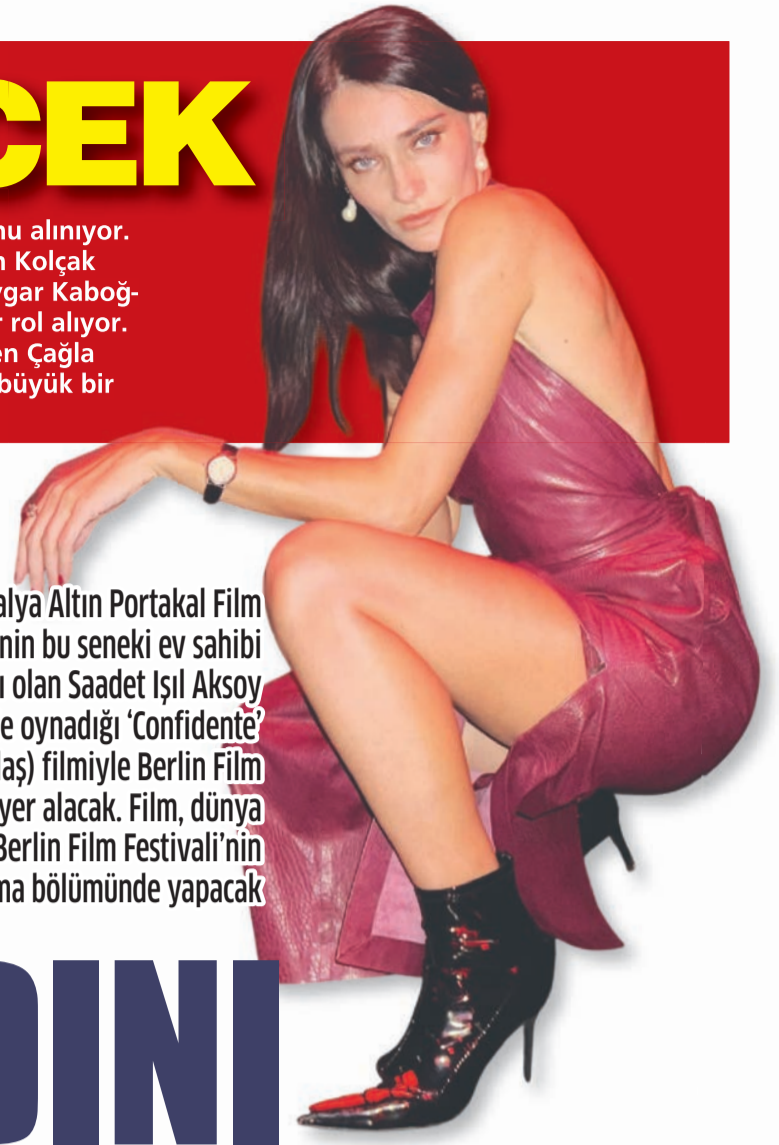 CEK
nu alınıyor.
n Kolçak
ygar Kaboğ-
r rol alıyor.
en Çağla
büyük bir
alya Altın Portakal Film
nin bu seneki ev sahibi
ı olan Saadet Işıl Aksoy
e oynadığı ‘Confidente’
laş) filmiyle Berlin Film
yer alacak. Film, dünya
Berlin Film Festivali’nin
ma bölümünde yapacak
DINI